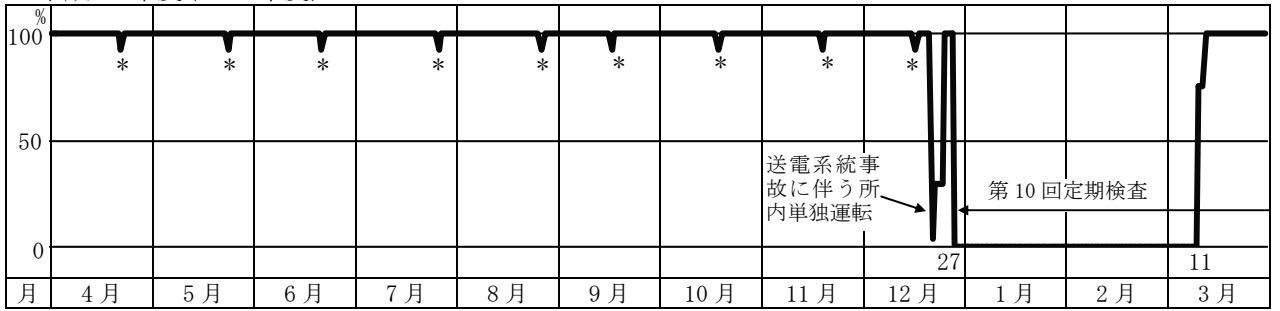 %
100
* * * * * * * * *
50
送電系統事
故に伴う所
内単独運転
第10回定期検査
0
27 11
月 4月 5月 6月 7月 8月 9月 10月 11月 12月 1月 2月 3月